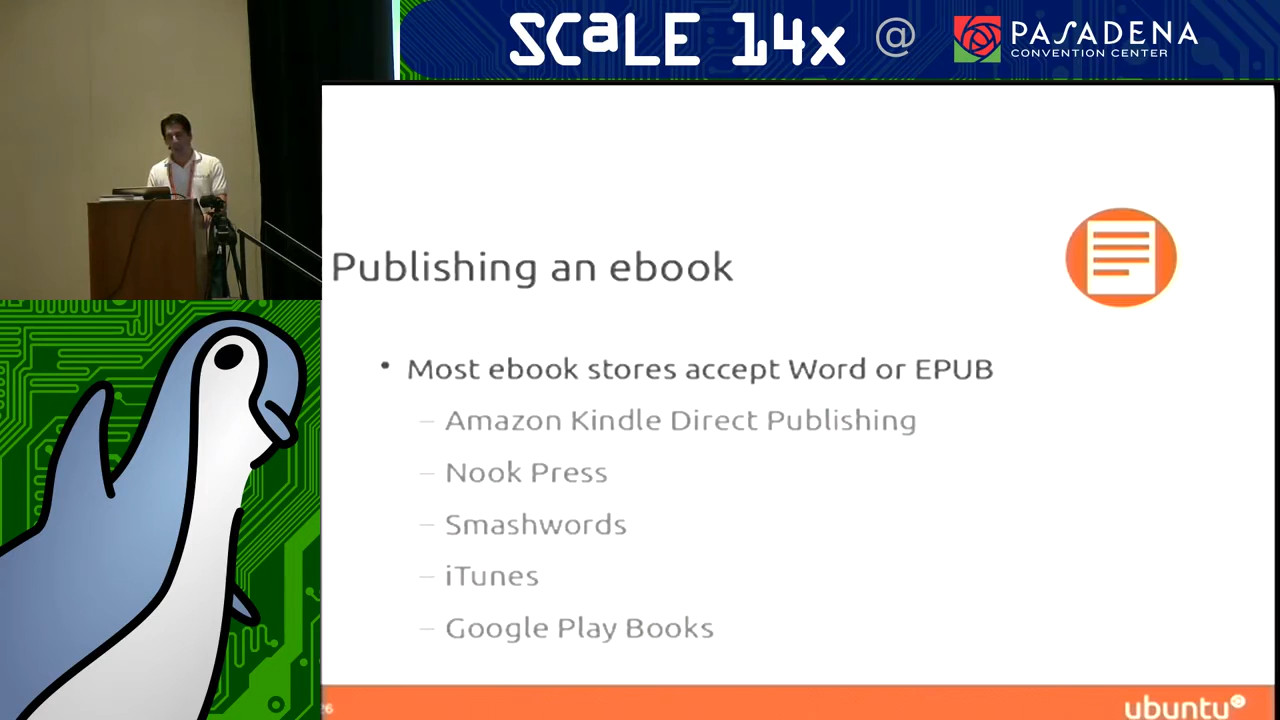 SCaLE 14x @ PASADENA
CONVENTION CENTER
Publishing an ebook
Most ebook stores accept Word or EPUB
Amazon Kindle Direct Publishing
Nook Press
Smashwords
iTunes
Google Play Books
26
ubuntu